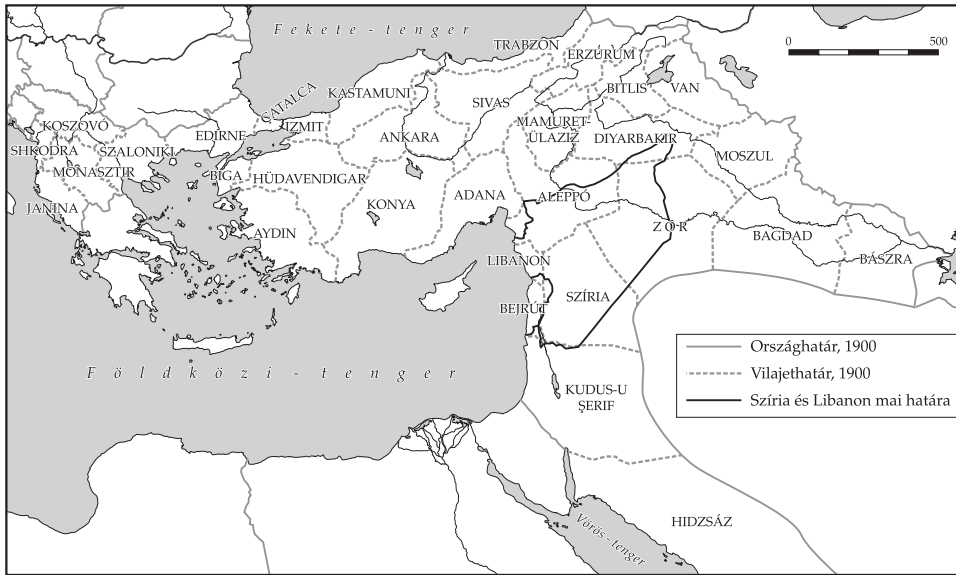 Fekete-tenger
0 500
TRABZON
ERZURUM
KASTAMUNI
BITLIS
VAN
SIVAS
ÇATALCA
IZMIT
KOSZOVÓ
EDIRNE
ANKARA
MAMURET-
ÜLAZIZ
DIYARBAKIR
SHKODRA
SZALONIKI
MONASZTIR
BIGA
HÜDAVENDIGAR
MOSZUL
JANINA
KONYA
ADANA
ALEPPÓ
AYDIN
ZOR
BAGDAD
BÁSZRA
LIBANON
SZÍRIA
BEJRÚT
Földközi-tenger
KUDUS-U
ŞERIF
Országhatár, 1900
Vilajethatár, 1900
Szíria és Libanon mai határa
HIDZSÁZ
Vörös-tenger